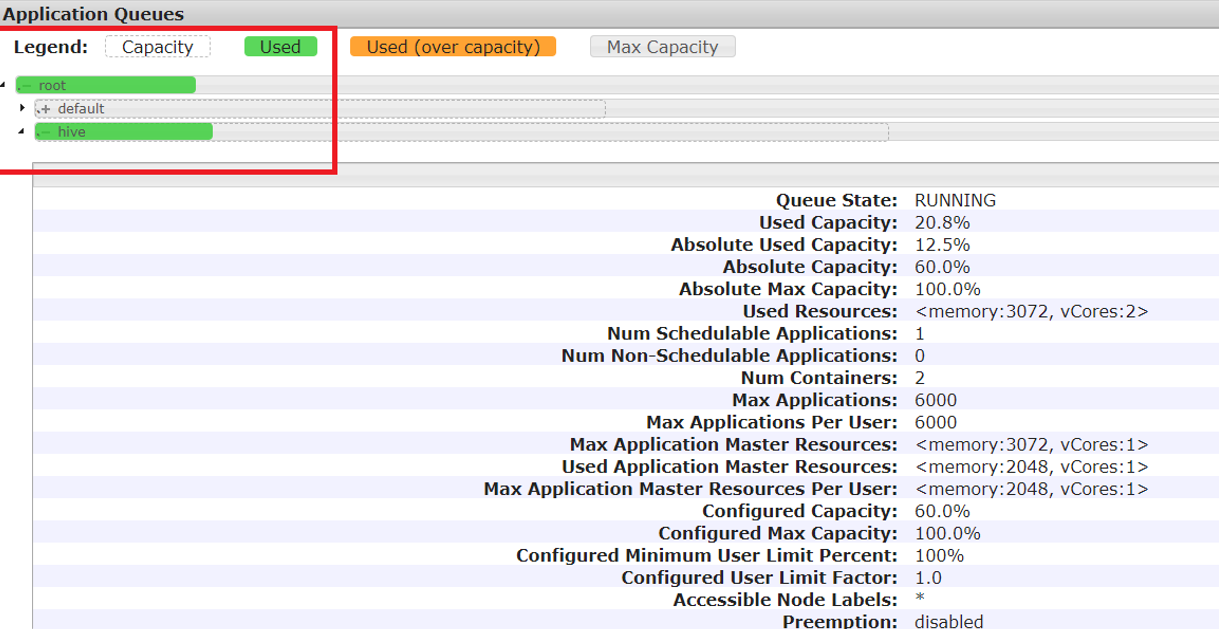 Application Queues
Legend: Capacity Used Used (over capacity) Max Capacity
.– root
.+ default
.– hive
Queue State: RUNNING
Used Capacity: 20.8%
Absolute Used Capacity: 12.5%
Absolute Capacity: 60.0%
Absolute Max Capacity: 100.0%
Used Resources: <memory:3072, vCores:2>
Num Schedulable Applications: 1
Num Non-Schedulable Applications: 0
Num Containers: 2
Max Applications: 6000
Max Applications Per User: 6000
Max Application Master Resources: <memory:3072, vCores:1>
Used Application Master Resources: <memory:2048, vCores:1>
Max Application Master Resources Per User: <memory:2048, vCores:1>
Configured Capacity: 60.0%
Configured Max Capacity: 100.0%
Configured Minimum User Limit Percent: 100%
Configured User Limit Factor: 1.0
Accessible Node Labels: *
Preemption: disabled